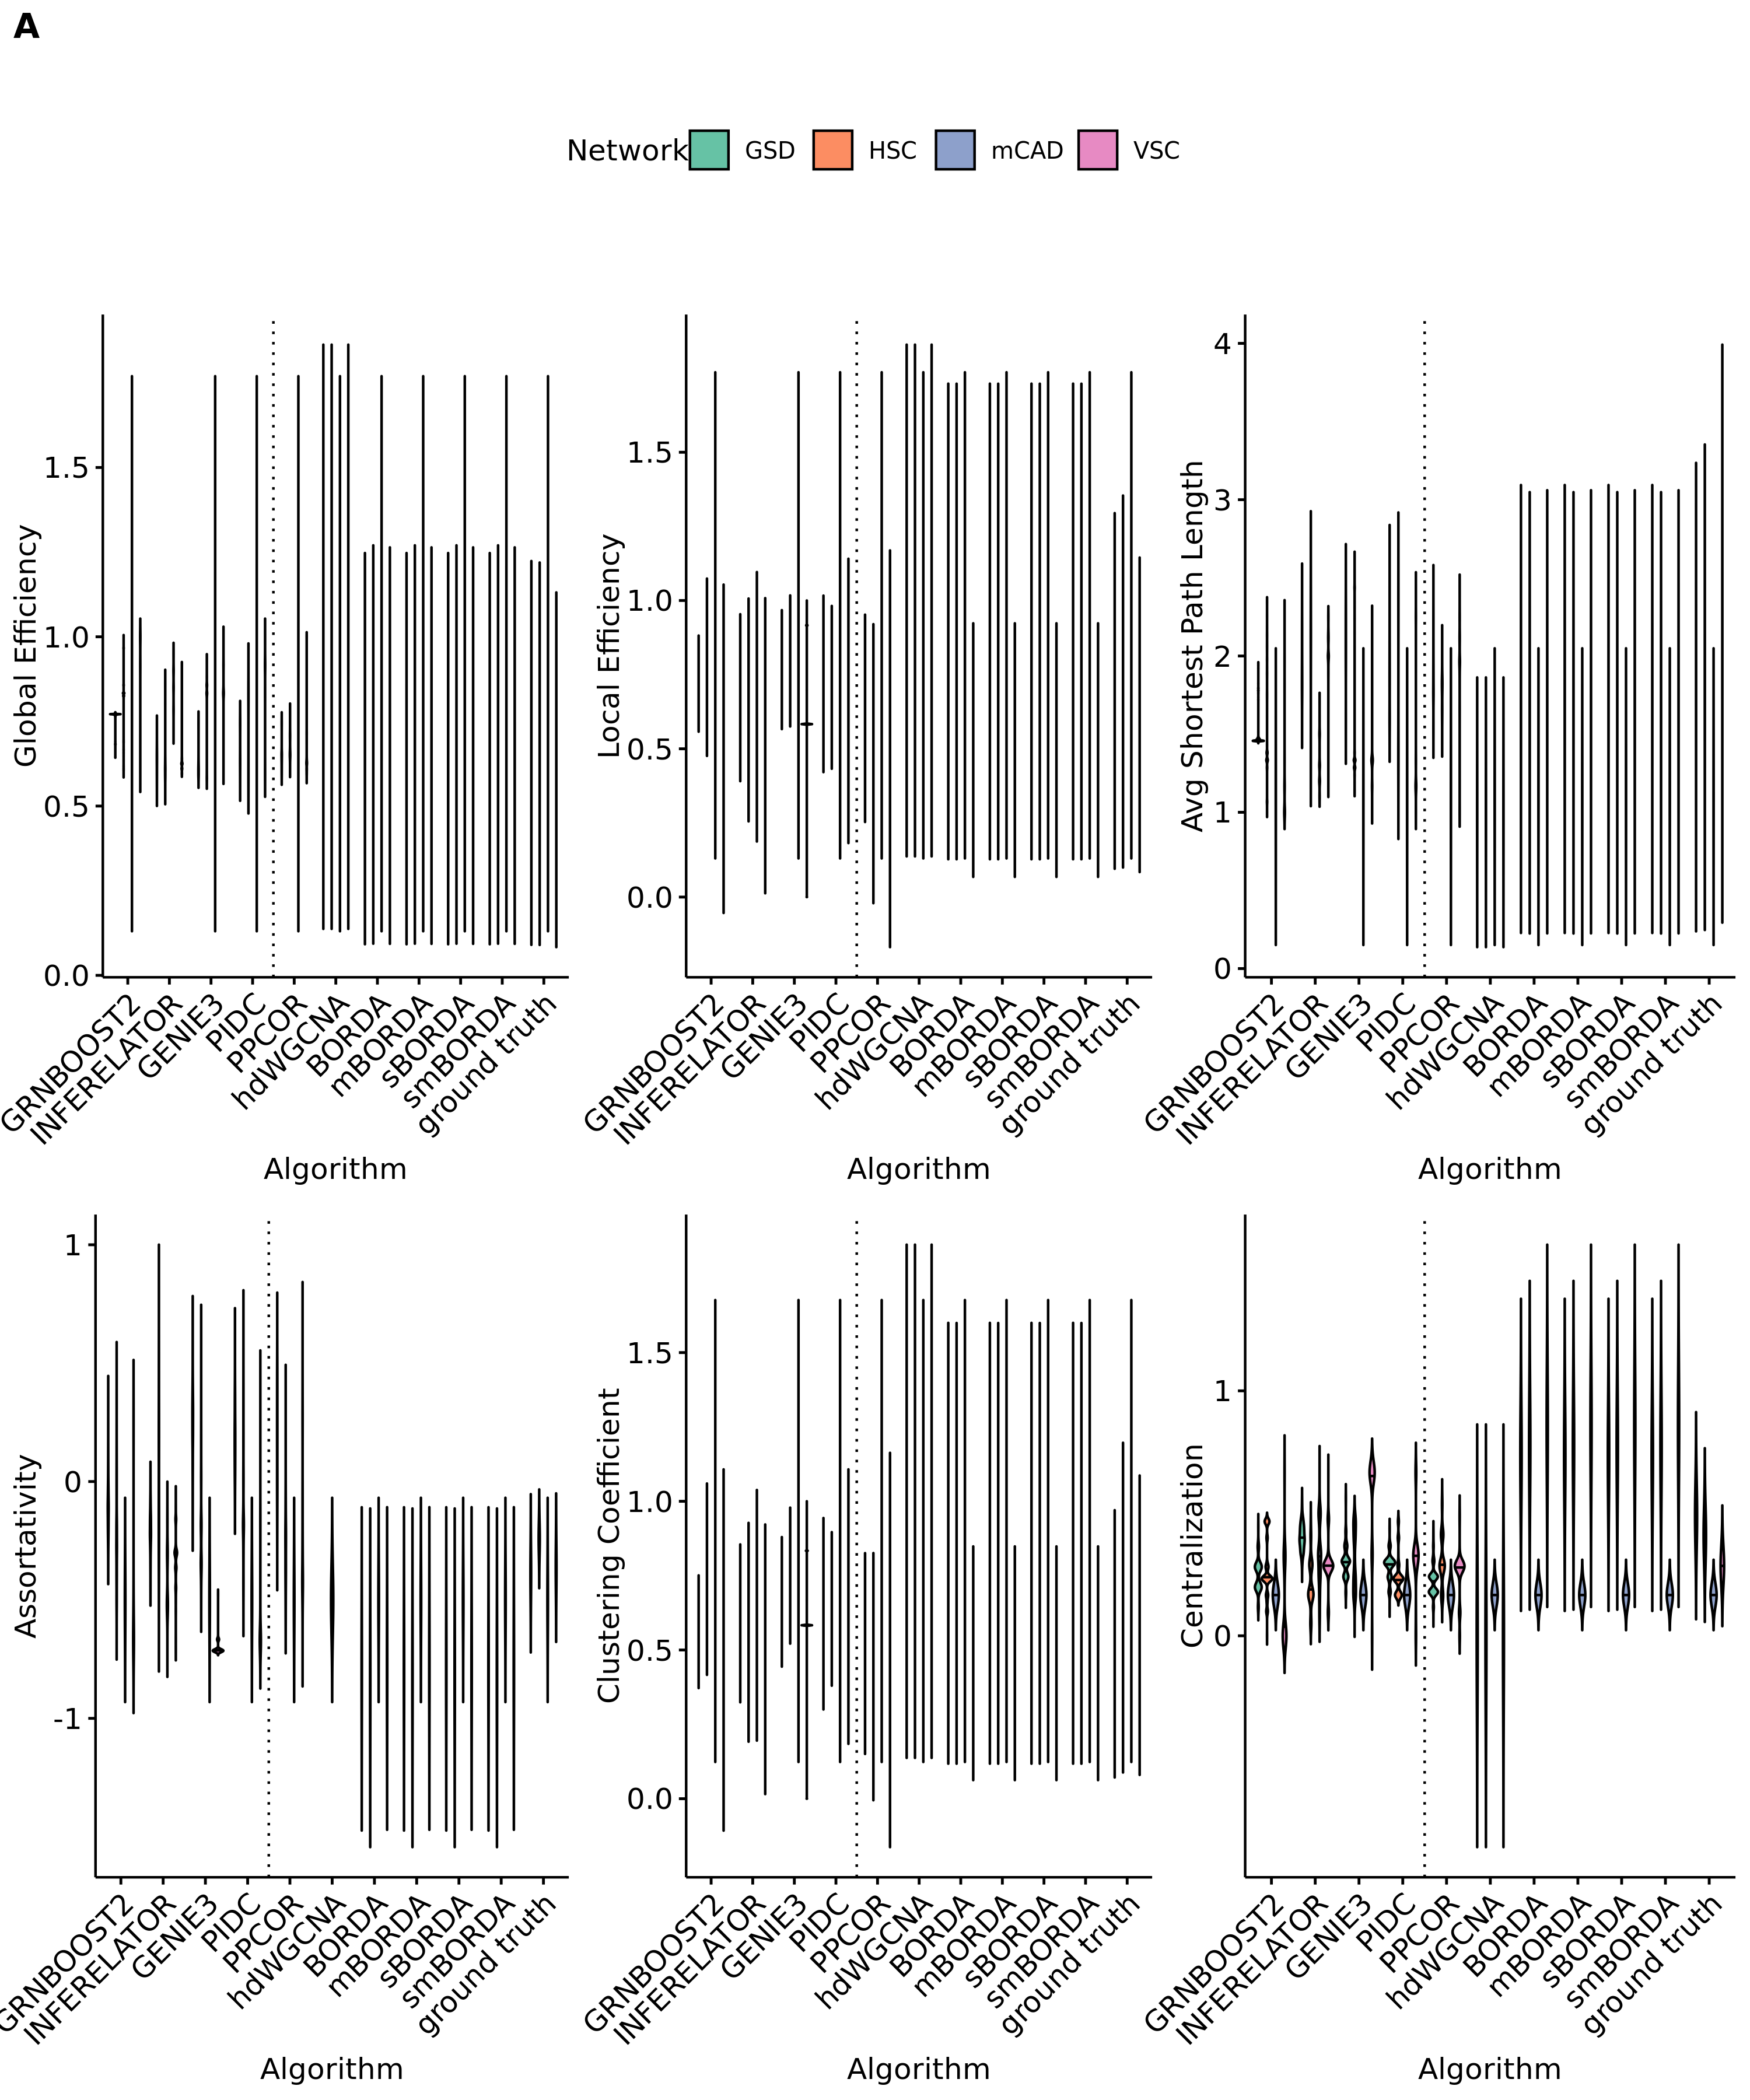 A
Network GSD HSC mCAD VSC
Global Efficiency
1.5
1.0
0.5
0.0
GRNBOOST2
INFERELATOR
GENIE3
PIDC
PPCOR
hdWGCNA
BORDA
mBORDA
sBORDA
smBORDA
ground truth
Algorithm
Local Efficiency
1.5
1.0
0.5
0.0
GRNBOOST2
INFERELATOR
GENIE3
PIDC
PPCOR
hdWGCNA
BORDA
mBORDA
sBORDA
smBORDA
ground truth
Algorithm
Avg Shortest Path Length
4
3
2
1
0
GRNBOOST2
INFERELATOR
GENIE3
PIDC
PPCOR
hdWGCNA
BORDA
mBORDA
sBORDA
smBORDA
ground truth
Algorithm
Assortativity
1
0
-1
GRNBOOST2
INFERELATOR
GENIE3
PIDC
PPCOR
hdWGCNA
BORDA
mBORDA
sBORDA
smBORDA
ground truth
Algorithm
Clustering Coefficient
1.5
1.0
0.5
0.0
GRNBOOST2
INFERELATOR
GENIE3
PIDC
PPCOR
hdWGCNA
BORDA
mBORDA
sBORDA
smBORDA
ground truth
Algorithm
Centralization
1
0
GRNBOOST2
INFERELATOR
GENIE3
PIDC
PPCOR
hdWGCNA
BORDA
mBORDA
sBORDA
smBORDA
ground truth
Algorithm